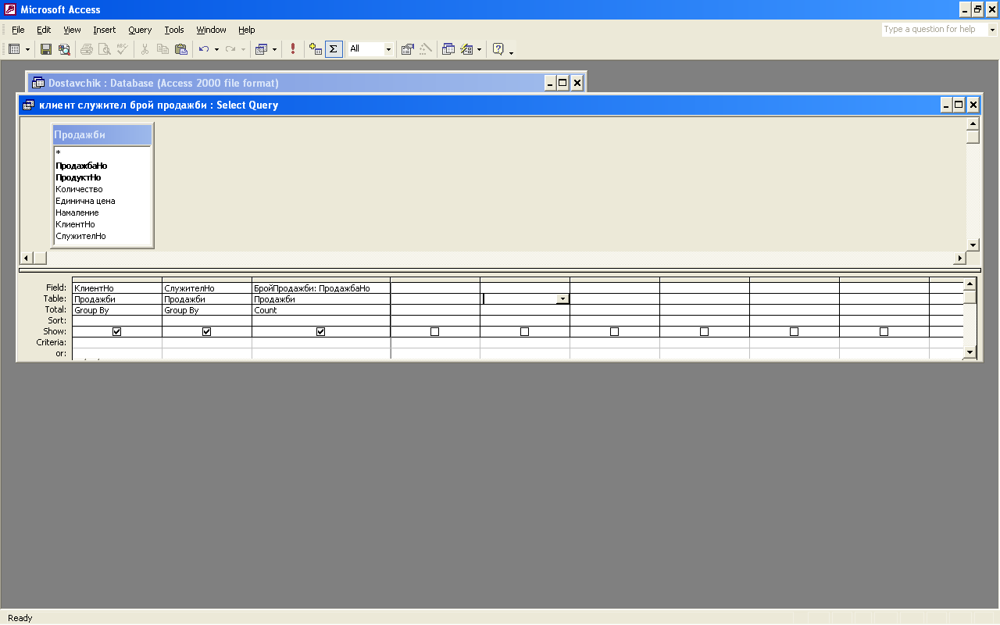 Microsoft Access
File Edit View Insert Query Tools Window Help Type a question for help
Σ All
Dostavchik : Database (Access 2000 file format)
клиент служител брой продажби : Select Query
Продажби
*
ПродажбаНо
ПродуктНо
Количество
Единична цена
Намаление
КлиентНо
СлужителНо
Field: КлиентНо СлужителНо БройПродажби: ПродажбаНо
Table: Продажби Продажби Продажби
Total: Group By Group By Count
Sort:
Show:
Criteria:
or:
Ready